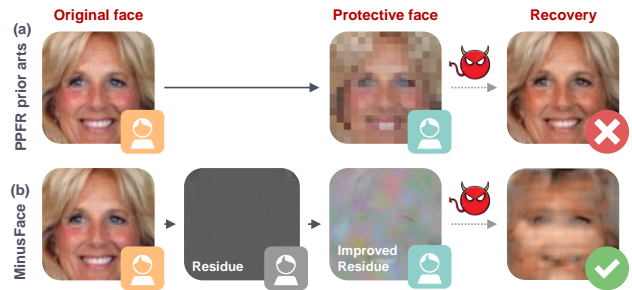 Original face
Protective face
Recovery
(a)
PPFR prior arts
(b)
MinusFace
Residue
Improved
Residue